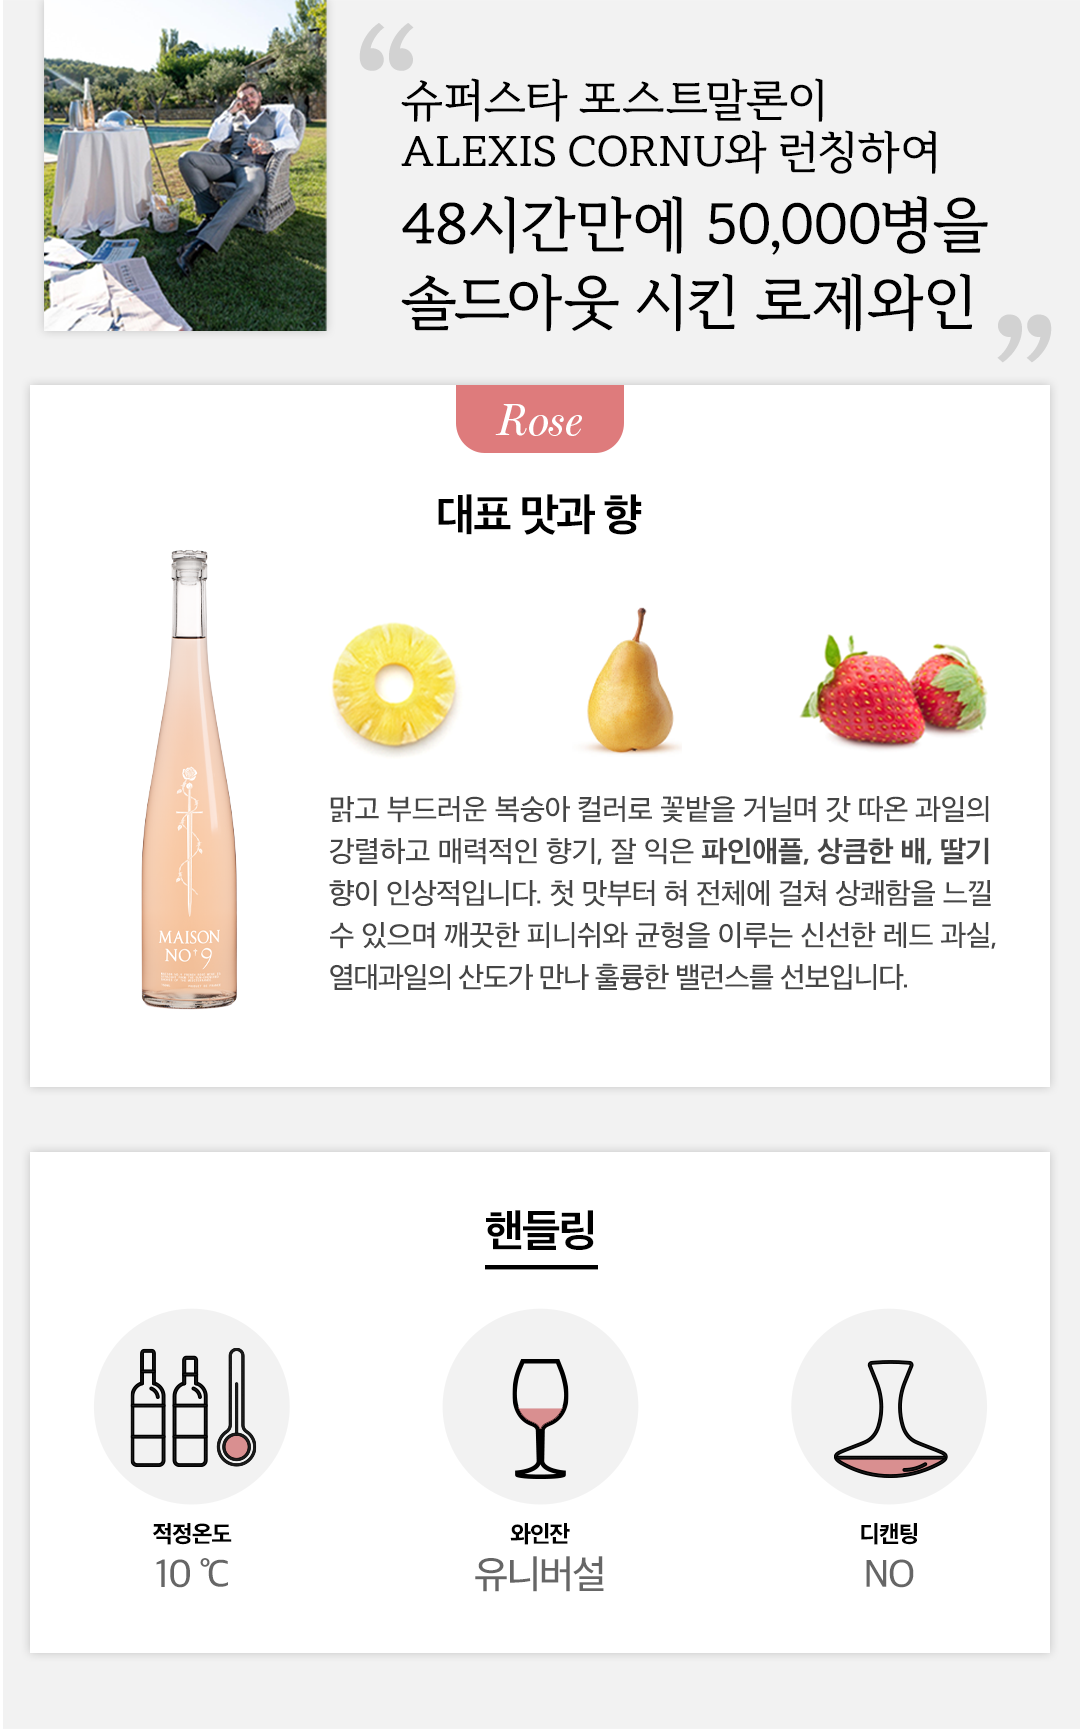 “
슈퍼스타 포스트말론이
ALEXIS CORNU와 런칭하여
48시간만에 50,000병을
솔드아웃 시킨 로제와인
”
Rose
대표 맛과 향
MAISON
NO 9
맑고 부드러운 복숭아 컬러로 꽃밭을 거닐며 갓 따온 과일의
강렬하고 매력적인 향기, 잘 익은 파인애플, 상큼한 배, 딸기
향이 인상적입니다. 첫 맛부터 혀 전체에 걸쳐 상쾌함을 느낄
수 있으며 깨끗한 피니쉬와 균형을 이루는 신선한 레드 과실,
열대과일의 산도가 만나 훌륭한 밸런스를 선보입니다.
핸들링
적정온도
10 ℃
와인잔
유니버설
디캔팅
NO